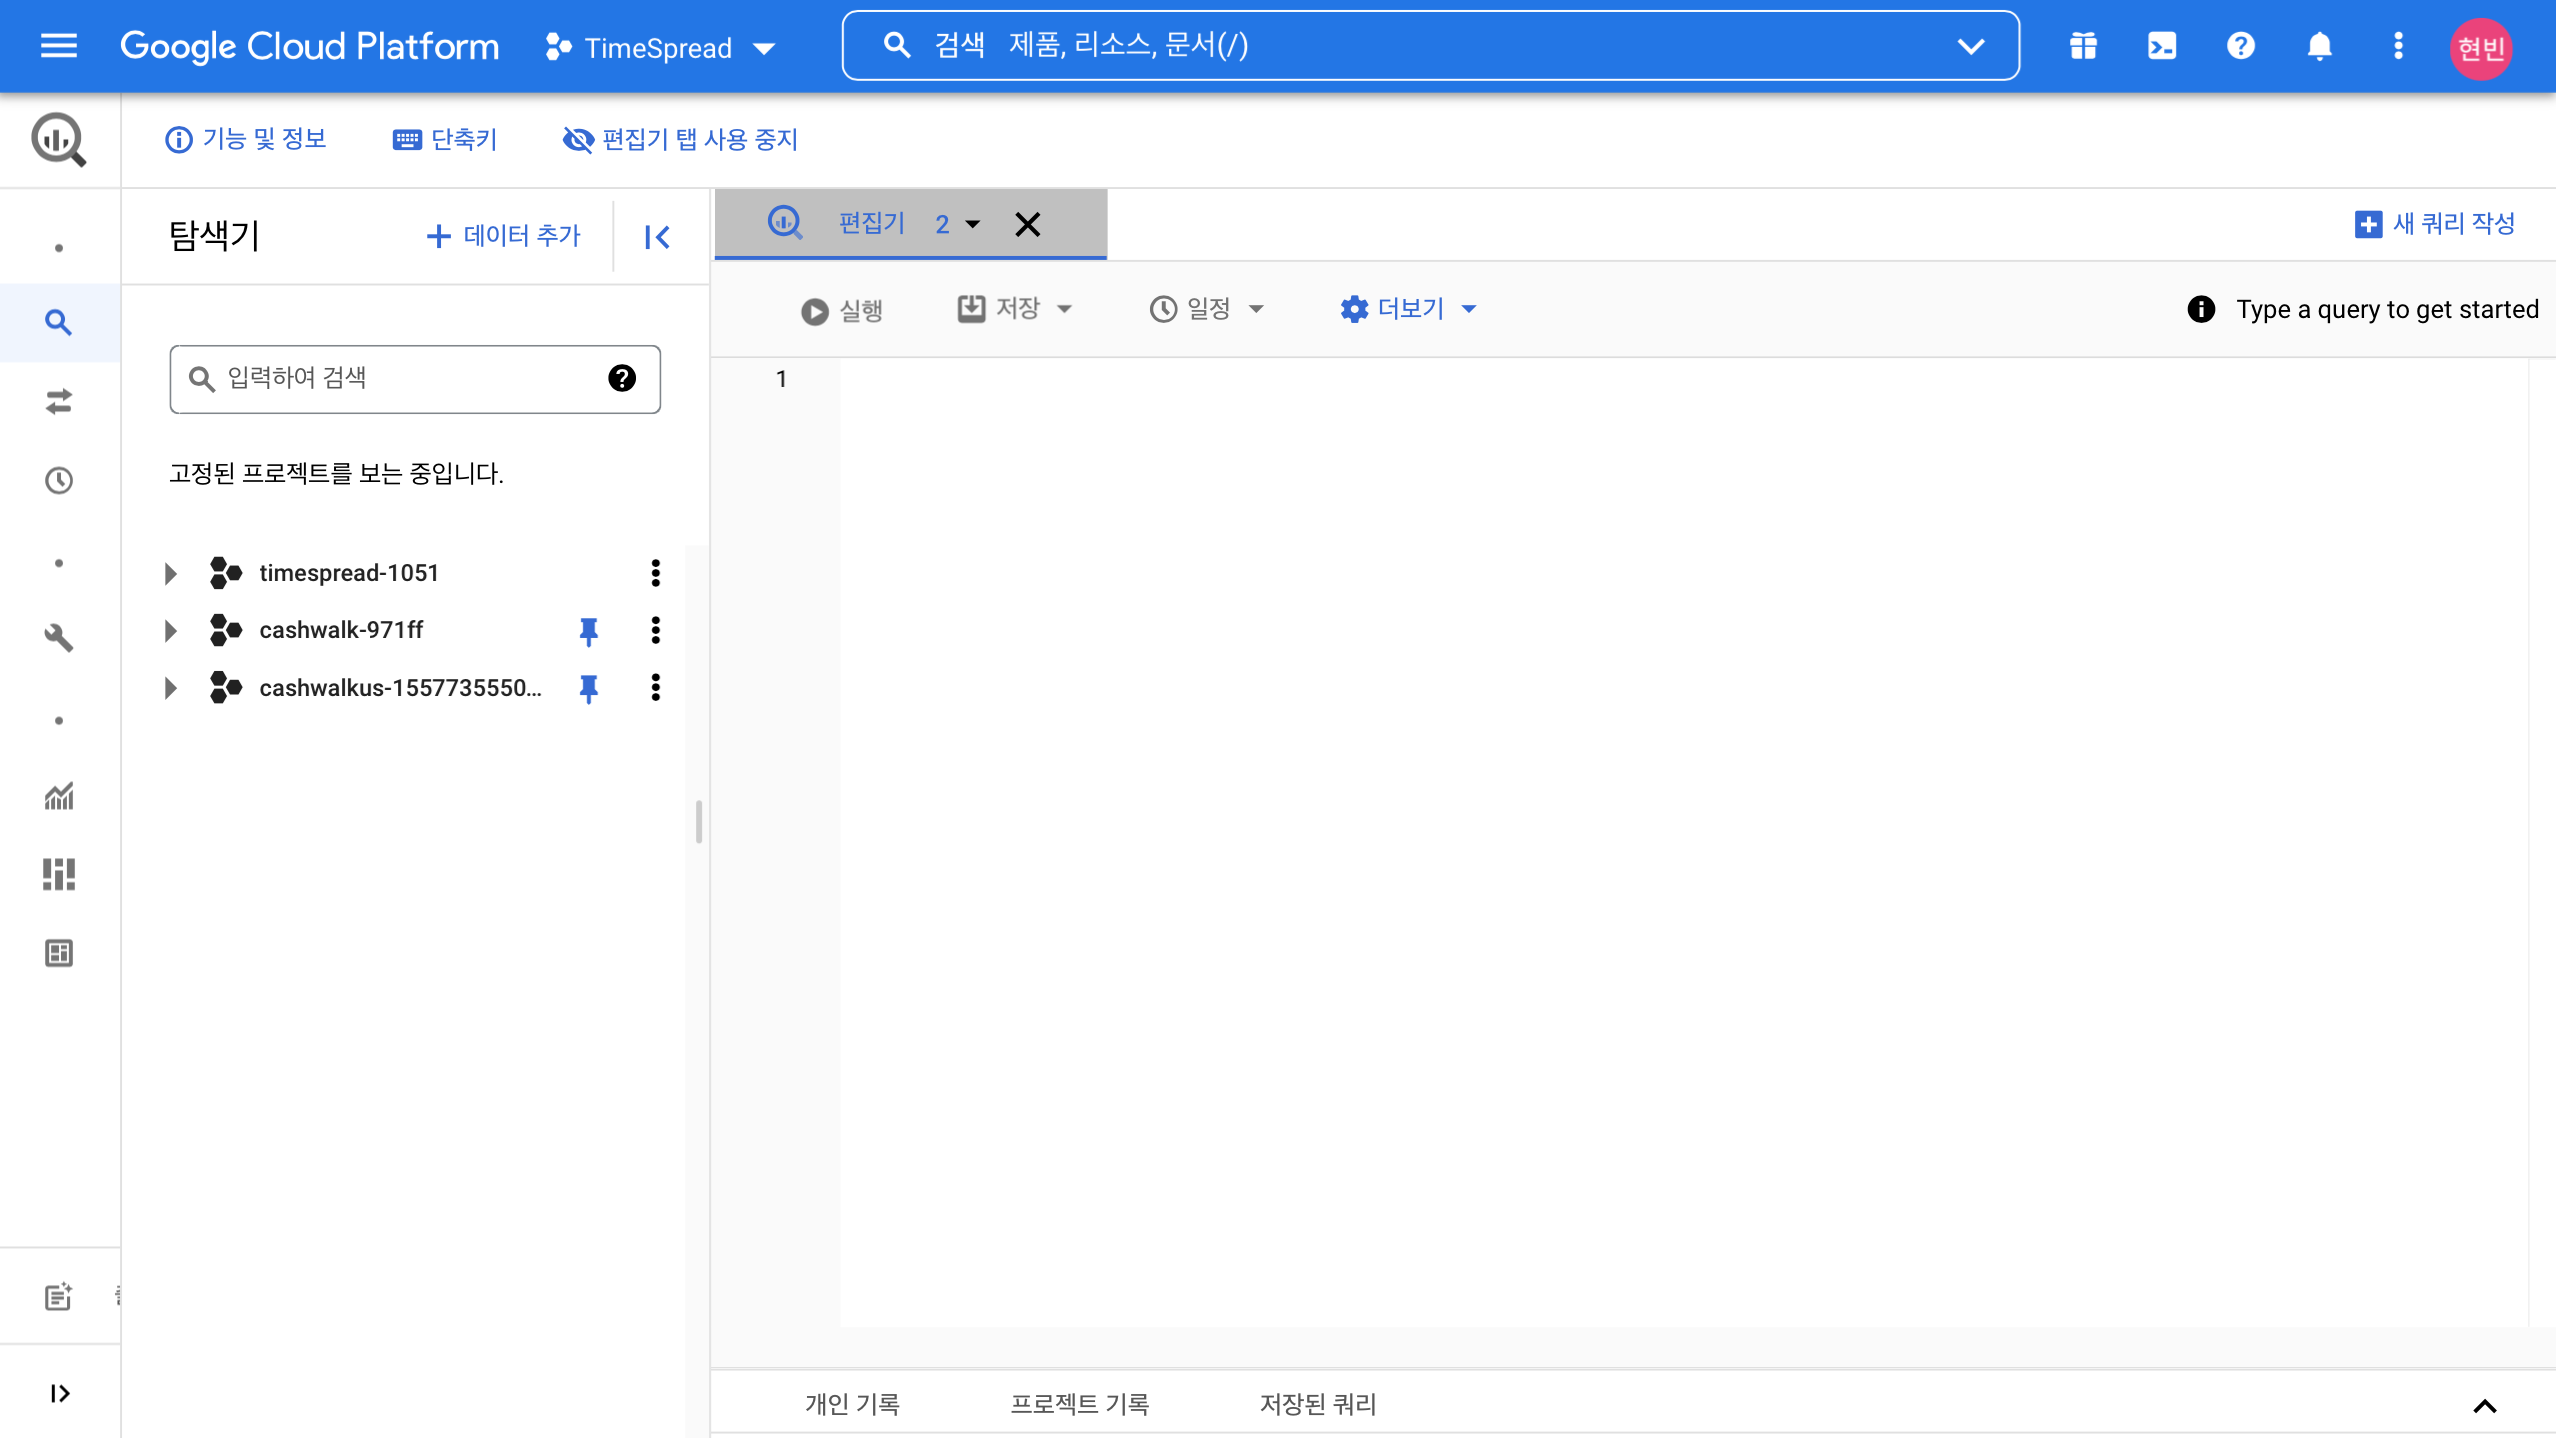 Google Cloud Platform TimeSpread 검색 제품, 리소스, 문서(/) 현빈
기능 및 정보 단축키 편집기 탭 사용 중지
탐색기 데이터 추가 편집기 2 새 쿼리 작성
실행 저장 일정 더보기 Type a query to get started
입력하여 검색
1
고정된 프로젝트를 보는 중입니다.
timespread-1051
cashwalk-971ff
cashwalkus-1557735550...
개인 기록 프로젝트 기록 저장된 쿼리